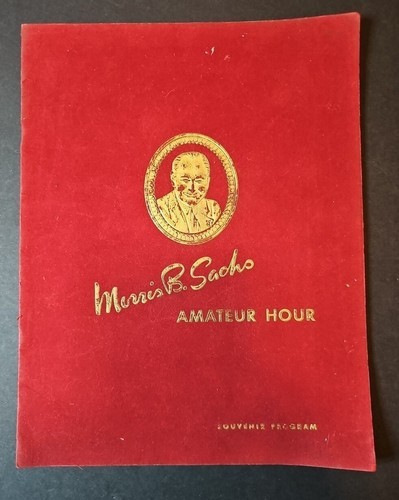 Morris B. Sachs
AMATEUR HOUR
SOUVENIR PROGRAM